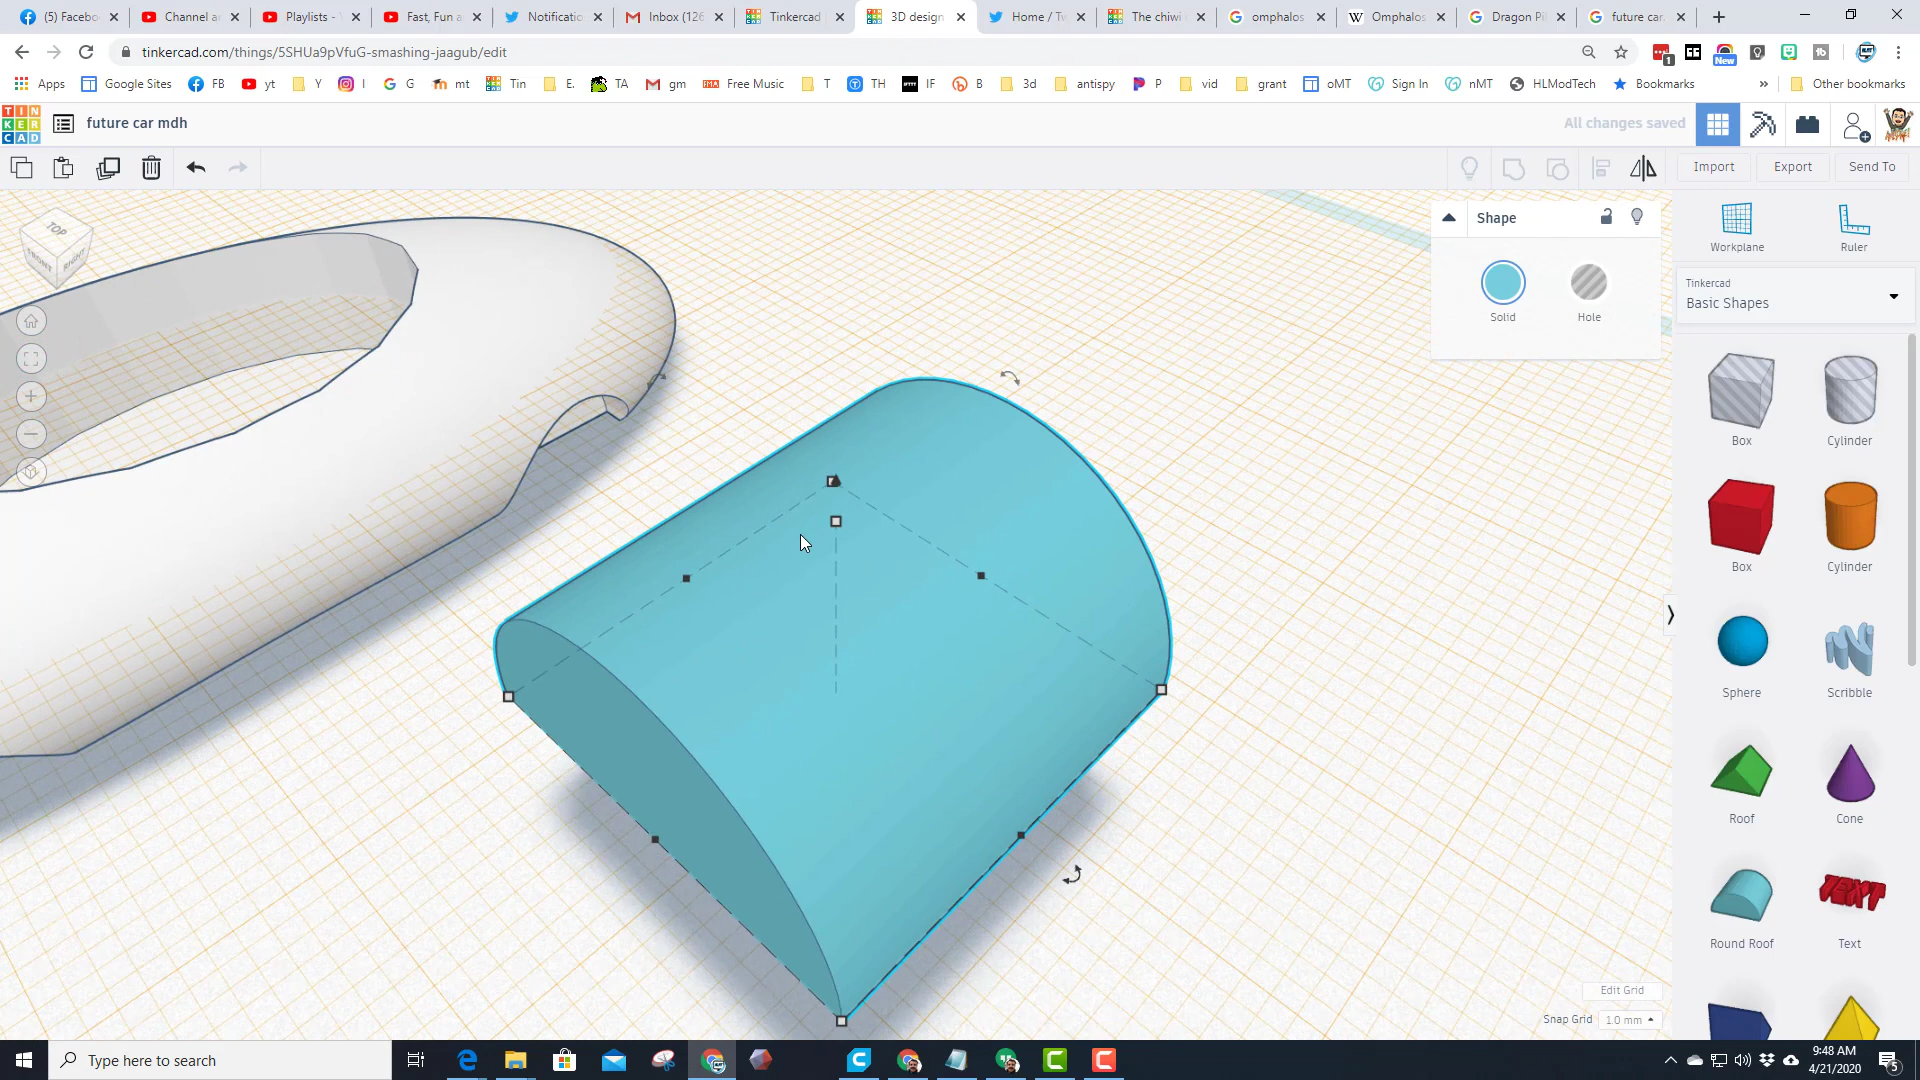 (5) Facebo
Channel a
Playlists -
Fast, Fun a
Notificatio
Inbox (126
Tinkercad
3D design
Home / Tw
The chiwi
omphalos
Omphalos
Dragon Pi
future car.
tinkercad.com/things/5SHUa9pVfuG-smashing-jaagub/edit
1
New
Apps
Google Sites
FB
yt
Y
I
G
mt
Tin
E.
TA
gm
Free Music
T
TH
IF
B
3d
antispy
P
vid
grant
oMT
Sign In
nMT
HLModTech
Bookmarks
»
Other bookmarks
TIN
KER
CAD
future car mdh
All changes saved
Import
Export
Send To
TOP
FRONT
RIGHT
Shape
Solid
Hole
Workplane
Ruler
Tinkercad
Basic Shapes
Box
Cylinder
Box
Cylinder
Sphere
Scribble
Roof
Cone
Round Roof
TEXT
Text
Edit Grid
Snap Grid
1.0 mm
Type here to search
9:48 AM
4/21/2020
5